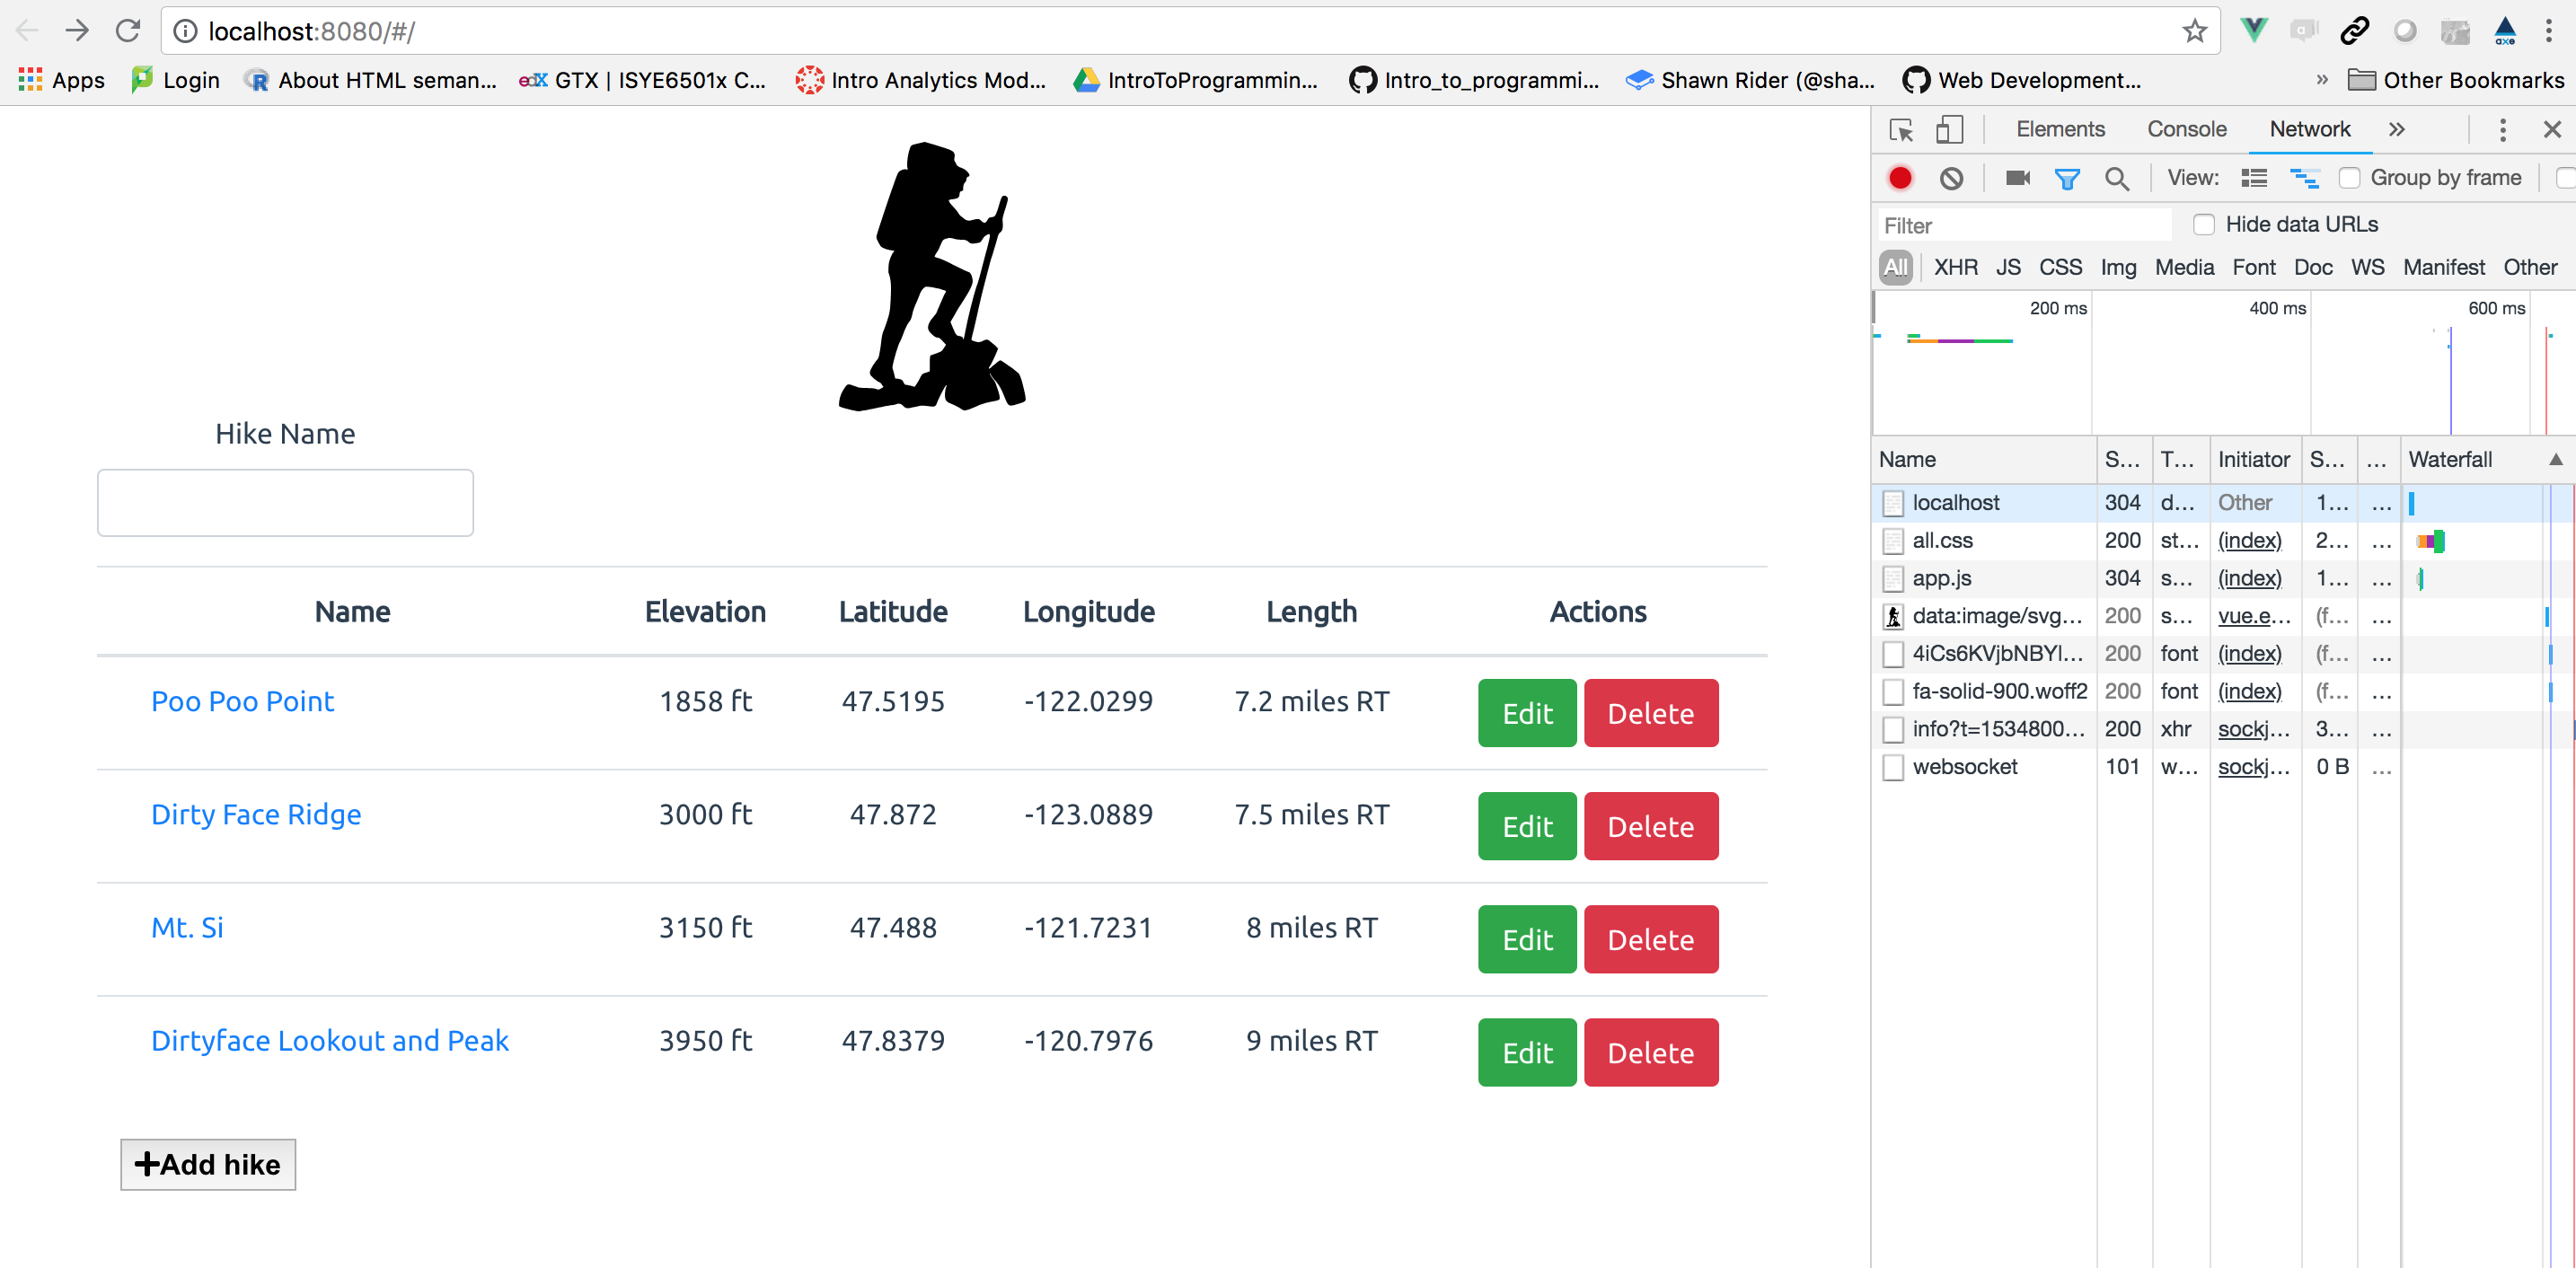 localhost:8080/#/
Apps Login About HTML seman... edX GTX | ISYE6501x C... Intro Analytics Mod... IntroToProgrammin... Intro_to_programmi... Shawn Rider (@sha... Web Development... » Other Bookmarks
Elements Console Network »
View: Group by frame
Filter Hide data URLs
All XHR JS CSS Img Media Font Doc WS Manifest Other
200 ms 400 ms 600 ms
Hike Name
Name Elevation Latitude Longitude Length Actions
Poo Poo Point 1858 ft 47.5195 -122.0299 7.2 miles RT Edit Delete
Dirty Face Ridge 3000 ft 47.872 -123.0889 7.5 miles RT Edit Delete
Mt. Si 3150 ft 47.488 -121.7231 8 miles RT Edit Delete
Dirtyface Lookout and Peak 3950 ft 47.8379 -120.7976 9 miles RT Edit Delete
+Add hike
Name S... T... Initiator S... ... Waterfall
localhost 304 d... Other 1... ...
all.css 200 st... (index) 2... ...
app.js 304 s... (index) 1... ...
data:image/svg... 200 s... vue.e... (f... ...
4iCs6KVjbNBYl... 200 font (index) (f... ...
fa-solid-900.woff2 200 font (index) (f... ...
info?t=1534800... 200 xhr sockj... 3... ...
websocket 101 w... sockj... 0 B ...
axe